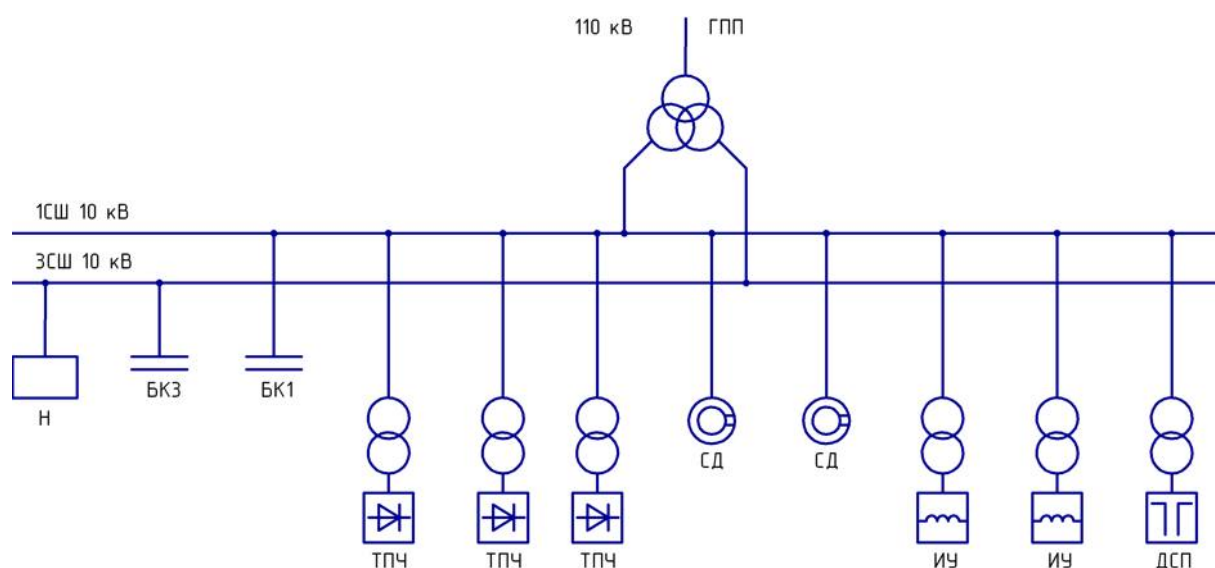 110 кВ ГПП
1СШ 10 кВ
3СШ 10 кВ
Н
БК3
БК1
ТПЧ
ТПЧ
ТПЧ
СД
СД
ИУ
ИУ
ДСП